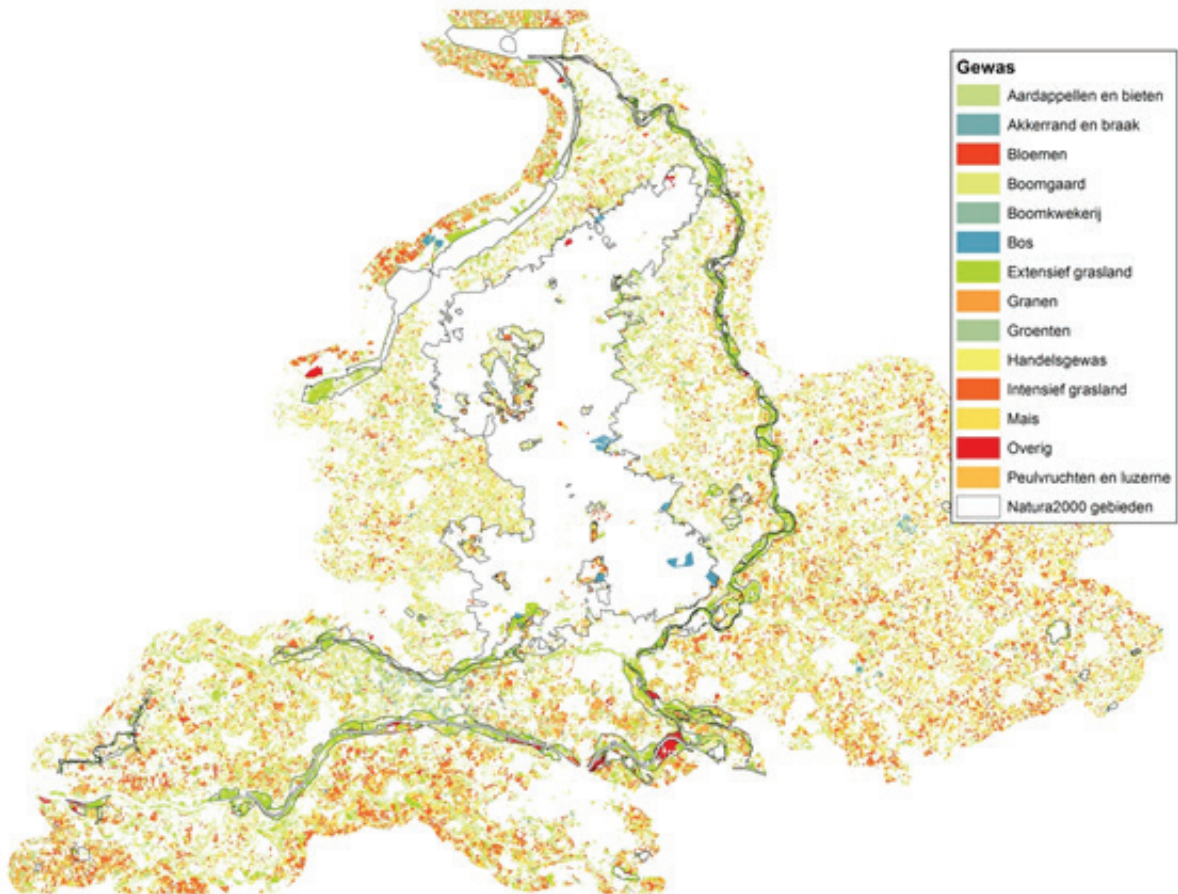 Gewas
Aardappellen en bieten
Akkerrand en braak
Bloemen
Boomgaard
Boomkwekerij
Bos
Extensief grasland
Granen
Groenten
Handelsgewas
Intensief grasland
Mais
Overig
Peulvruchten en luzerne
Natura2000 gebieden